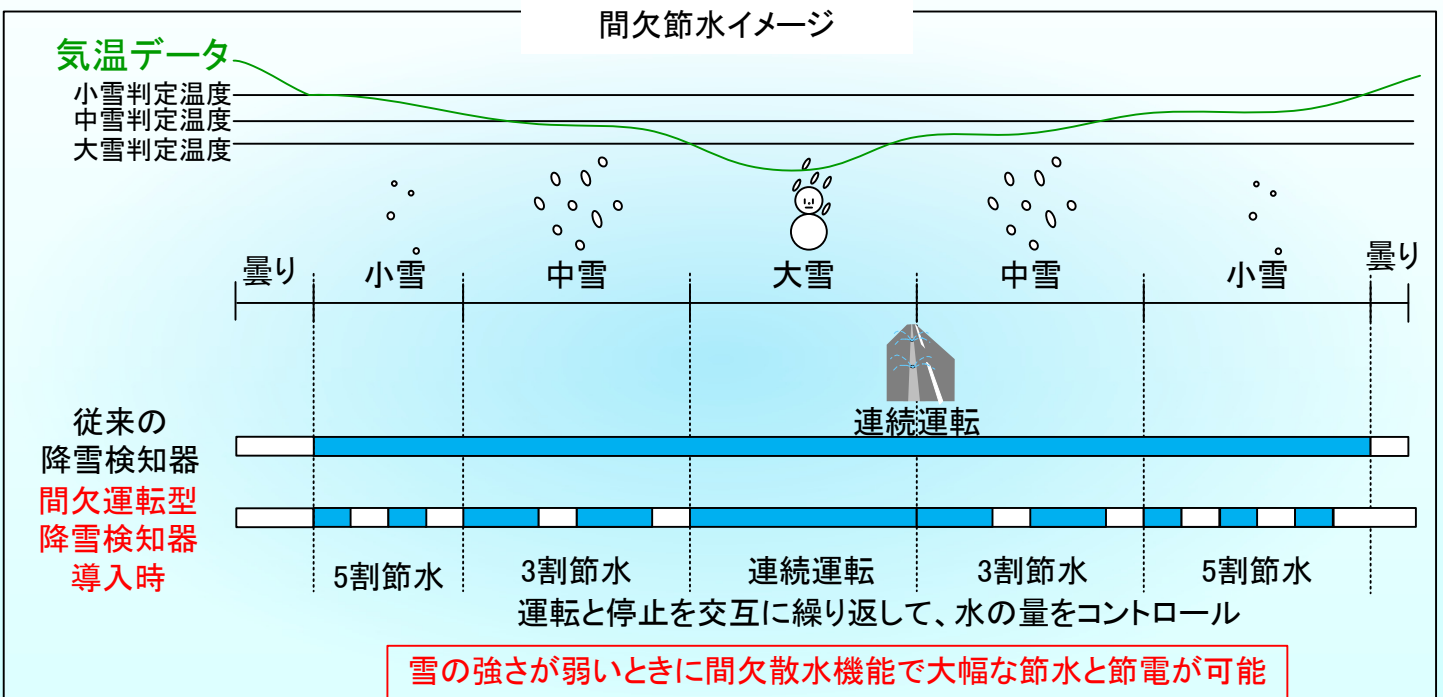 間欠節水イメージ
気温データ
小雪判定温度
中雪判定温度
大雪判定温度
曇り
小雪
中雪
大雪
中雪
小雪
曇り
連続運転
従来の
降雪検知器
間欠運転型
降雪検知器
導入時
5割節水
3割節水
連続運転
3割節水
5割節水
運転と停止を交互に繰り返して、水の量をコントロール
雪の強さが弱いときに間欠散水機能で大幅な節水と節電が可能